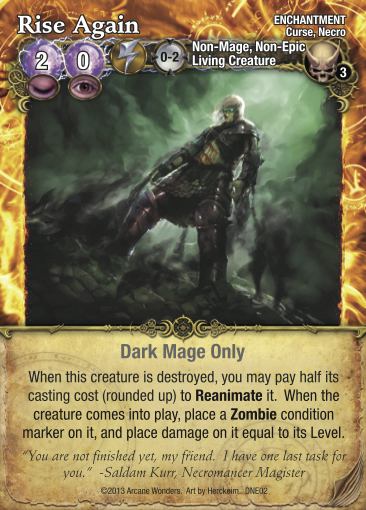 Rise Again
ENCHANTMENT
Curse, Necro
2
0
0-2
Non-Mage, Non-Epic
Living Creature
3
Dark Mage Only
When this creature is destroyed, you may pay half its
casting cost (rounded up) to Reanimate it. When the
creature comes into play, place a Zombie condition
marker on it, and place damage on it equal to its Level.
"You are not finished yet, my friend. I have one last task for
you." -Saldam Kurr, Necromancer Magister
©2013 Arcane Wonders. Art by Herckeim. DNE02